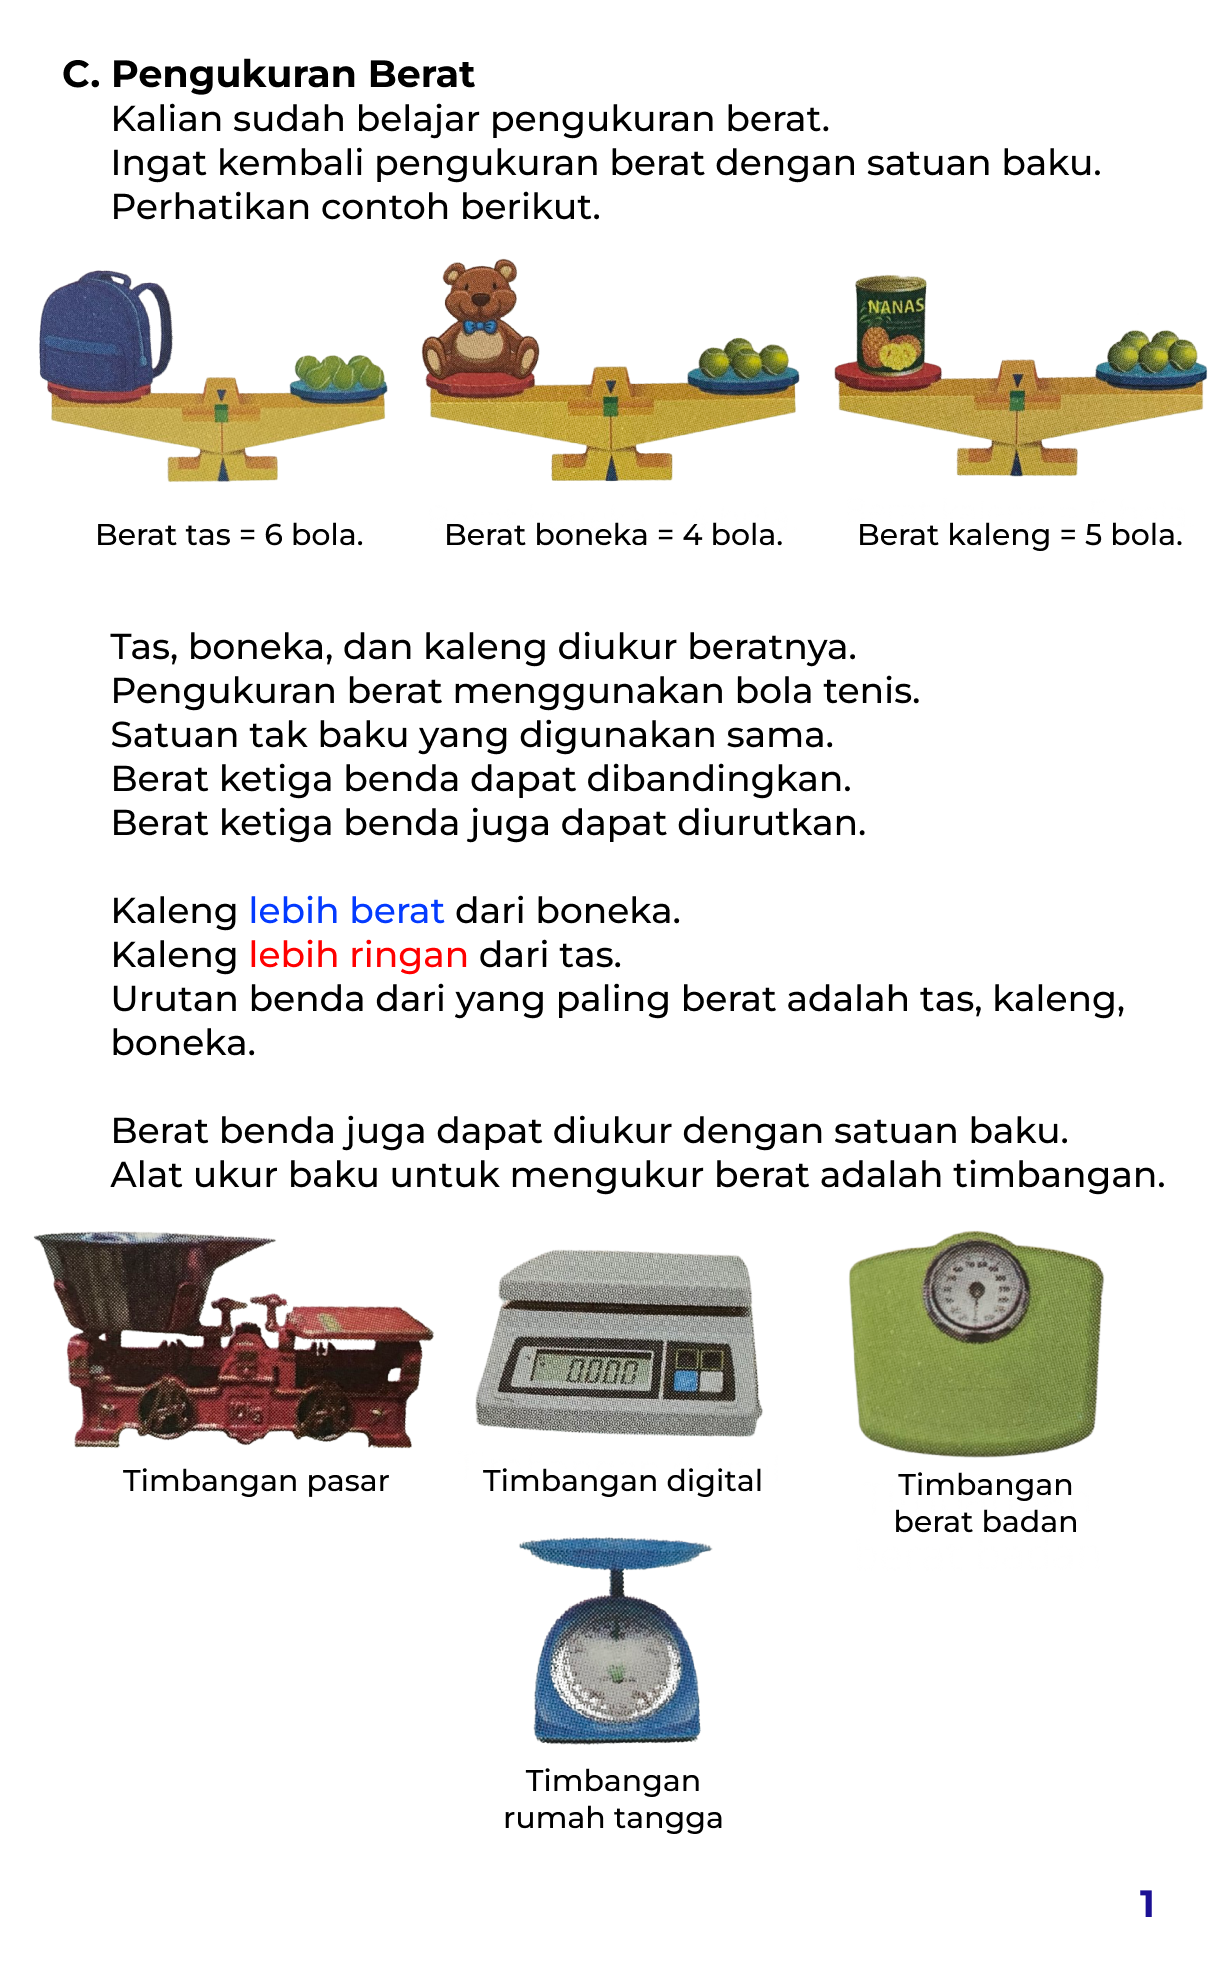 C. Pengukuran Berat
Kalian sudah belajar pengukuran berat.
Ingat kembali pengukuran berat dengan satuan baku.
Perhatikan contoh berikut.
NANAS
Berat tas = 6 bola.
Berat boneka = 4 bola.
Berat kaleng = 5 bola.
Tas, boneka, dan kaleng diukur beratnya.
Pengukuran berat menggunakan bola tenis.
Satuan tak baku yang digunakan sama.
Berat ketiga benda dapat dibandingkan.
Berat ketiga benda juga dapat diurutkan.
Kaleng lebih berat dari boneka.
Kaleng lebih ringan dari tas.
Urutan benda dari yang paling berat adalah tas, kaleng,
boneka.
Berat benda juga dapat diukur dengan satuan baku.
Alat ukur baku untuk mengukur berat adalah timbangan.
0.000
Timbangan pasar
Timbangan digital
Timbangan
berat badan
Timbangan
rumah tangga
1